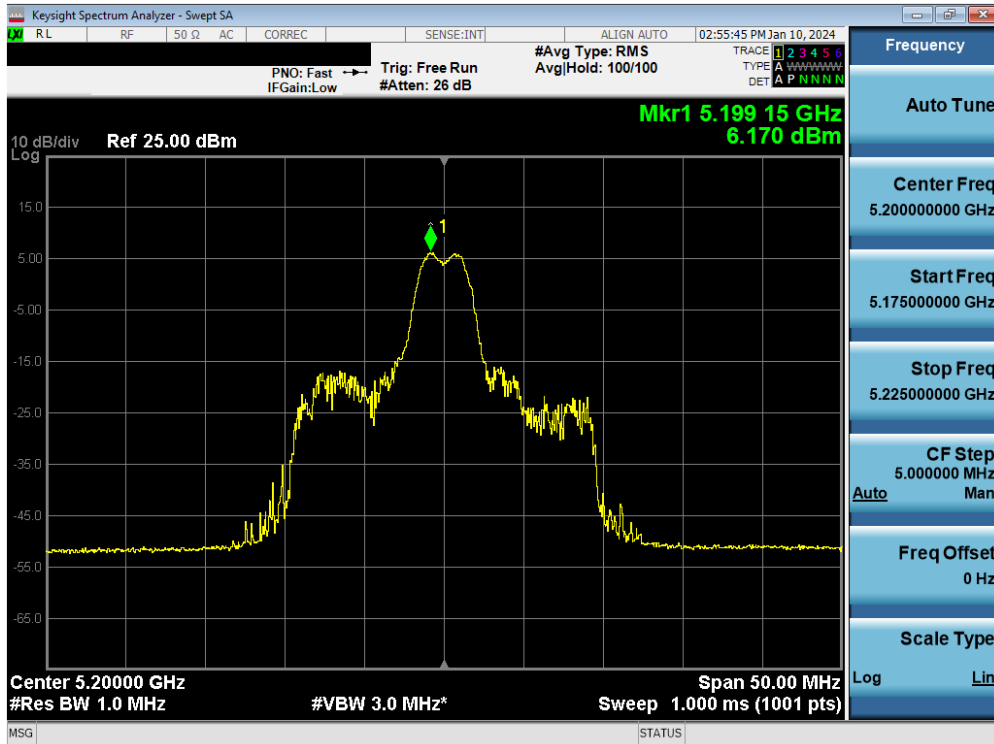 Keysight Spectrum Analyzer - Swept SA
LXI RL RF 50 Ω AC CORREC SENSE:INT ALIGN AUTO 02:55:45 PM Jan 10, 2024
PNO: Fast
IFGain:Low
Trig: Free Run
#Atten: 26 dB
#Avg Type: RMS
Avg|Hold: 100/100
TRACE 1 2 3 4 5 6
TYPE A WWWWW
DET A P N N N N
Mkr1 5.199 15 GHz
6.170 dBm
10 dB/div Ref 25.00 dBm
Log
1
15.0
5.00
-5.00
-15.0
-25.0
-35.0
-45.0
-55.0
-65.0
Center 5.20000 GHz Span 50.00 MHz
#Res BW 1.0 MHz #VBW 3.0 MHz* Sweep 1.000 ms (1001 pts)
MSG STATUS
Frequency
Auto Tune
Center Freq
5.200000000 GHz
Start Freq
5.175000000 GHz
Stop Freq
5.225000000 GHz
CF Step
5.000000 MHz
Auto Man
Freq Offset
0 Hz
Scale Type
Log Lin